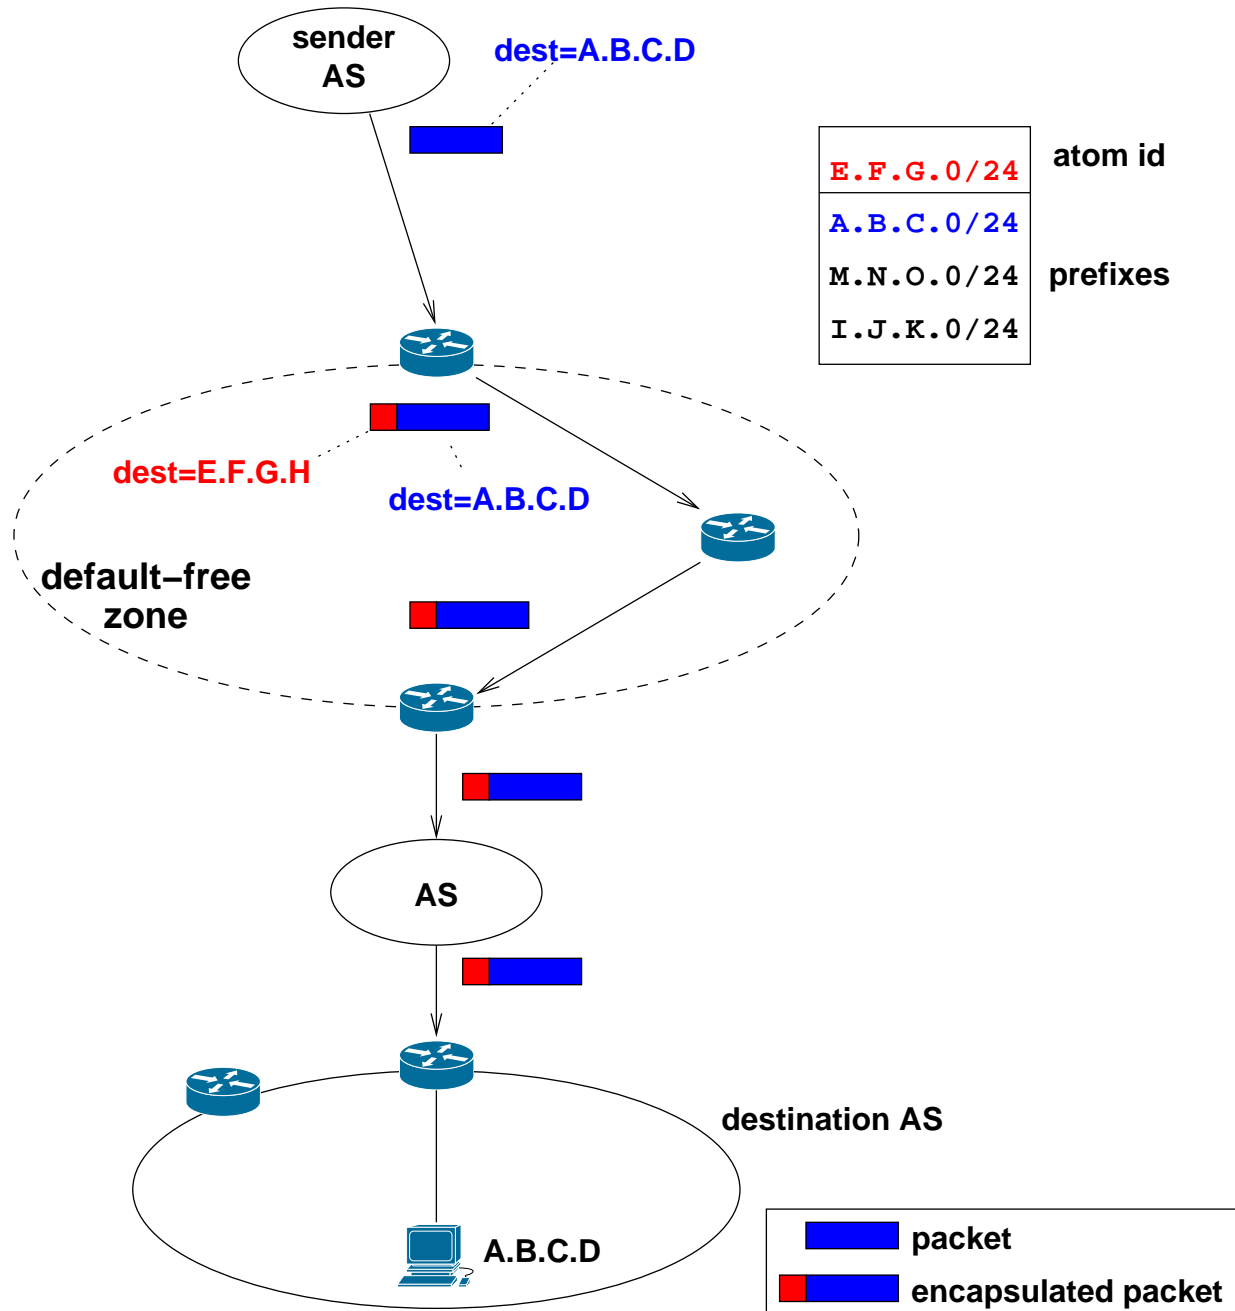 sender
AS
dest=A.B.C.D
E.F.G.0/24
atom id
A.B.C.0/24
M.N.O.0/24
prefixes
I.J.K.0/24
dest=E.F.G.H
dest=A.B.C.D
default–free
zone
AS
destination AS
A.B.C.D
packet
encapsulated packet